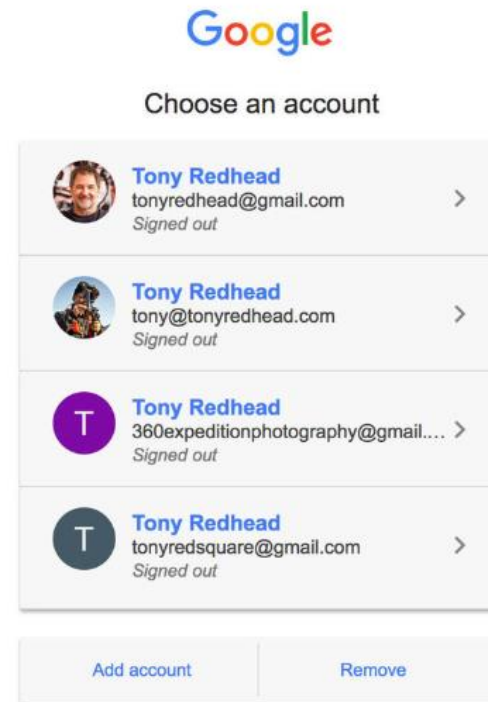 Google
Choose an account
Tony Redhead
tonyredhead@gmail.com
Signed out
Tony Redhead
tony@tonyredhead.com
Signed out
T
Tony Redhead
360expeditionphotography@gmail....
Signed out
T
Tony Redhead
tonyredsquare@gmail.com
Signed out
Add account
Remove